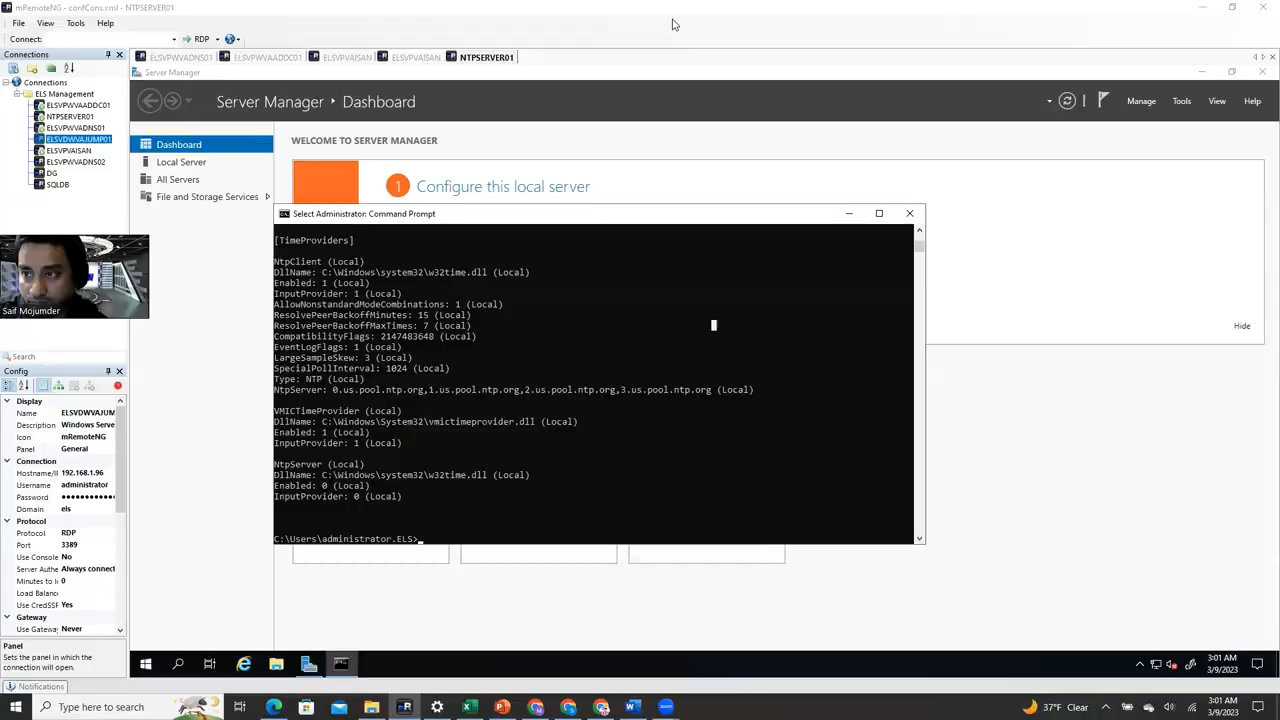 mRemoteNG - confCons.xml - NTPSERVER01
File View Tools Help
Connect: RDP
Connections
ELSVPWVADNS01 ELSVPWVAADDC01 ELSVPVAISAN ELSVPVAISAN NTPSERVER01
Server Manager
Connections
ELS Management
ELSVPWVAADDC01
NTPSERVER01
ELSVPWVADNS01
ELSVDWVAJUMP01
ELSVPVAISAN
ELSVPWVADNS02
DG
SQLDB
Server Manager Dashboard
Manage Tools View Help
Dashboard
Local Server
All Servers
File and Storage Services
WELCOME TO SERVER MANAGER
1 Configure this local server
Hide
Select Administrator: Command Prompt
[TimeProviders]
NtpClient (Local)
DllName: C:\Windows\system32\w32time.dll (Local)
Enabled: 1 (Local)
InputProvider: 1 (Local)
AllowNonstandardModeCombinations: 1 (Local)
ResolvePeerBackoffMinutes: 15 (Local)
ResolvePeerBackoffMaxTimes: 7 (Local)
CompatibilityFlags: 2147483648 (Local)
EventLogFlags: 1 (Local)
LargeSampleSkew: 3 (Local)
SpecialPollInterval: 1024 (Local)
Type: NTP (Local)
NtpServer: 0.us.pool.ntp.org,1.us.pool.ntp.org,2.us.pool.ntp.org,3.us.pool.ntp.org (Local)
VMICTimeProvider (Local)
DllName: C:\Windows\System32\vmictimeprovider.dll (Local)
Enabled: 1 (Local)
InputProvider: 1 (Local)
NtpServer (Local)
DllName: C:\Windows\system32\w32time.dll (Local)
Enabled: 0 (Local)
InputProvider: 0 (Local)
C:\Users\administrator.ELS>
Saif Mojumder
Search
Config
Display
Name ELSVDWVAJUM
Description Windows Serve
Icon mRemoteNG
Panel General
Connection
Hostname/I 192.168.1.96
Username administrator
Password
Domain els
Protocol
Protocol RDP
Port 3389
Use Console No
Server Authe Always connect
Minutes to I 0
Load Balanc
Use CredSSP Yes
Gateway
Use Gateway Never
Panel
Sets the panel in which the
connection will open.
Notifications
3:01 AM
3/9/2023
Type here to search
37°F Clear
3:01 AM
3/9/2023